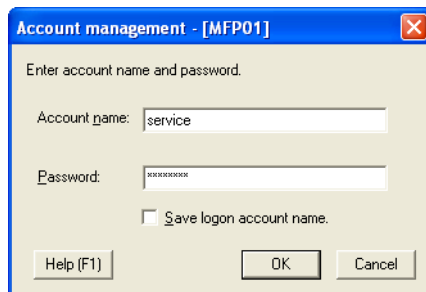 Account management - [MFP01]
Enter account name and password.
Account name: service
Password: ********
Save logon account name.
Help (F1) OK Cancel